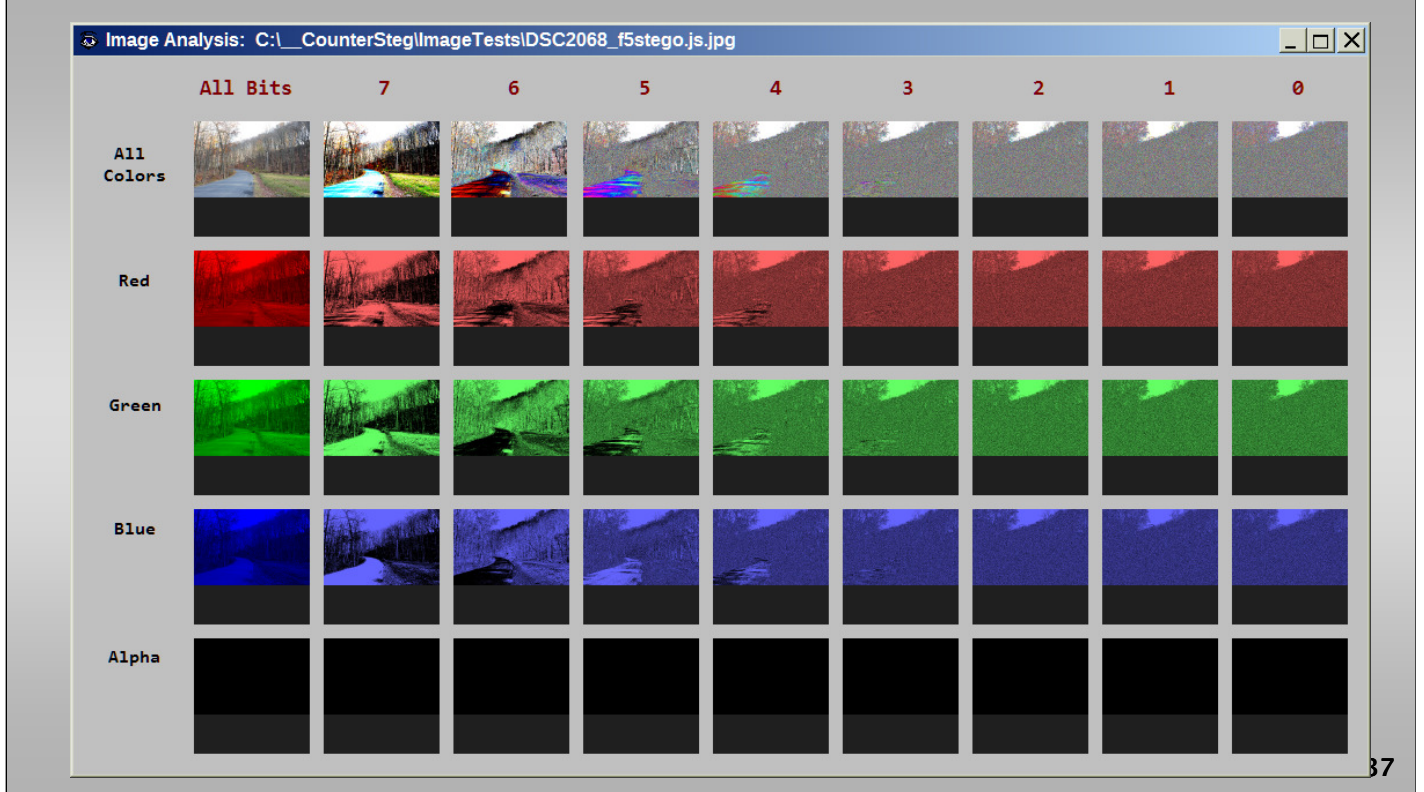 Image Analysis: C:\__CounterSteg\ImageTests\DSC2068_f5stego.js.jpg
All Bits 7 6 5 4 3 2 1 0
All
Colors
Red
Green
Blue
Alpha